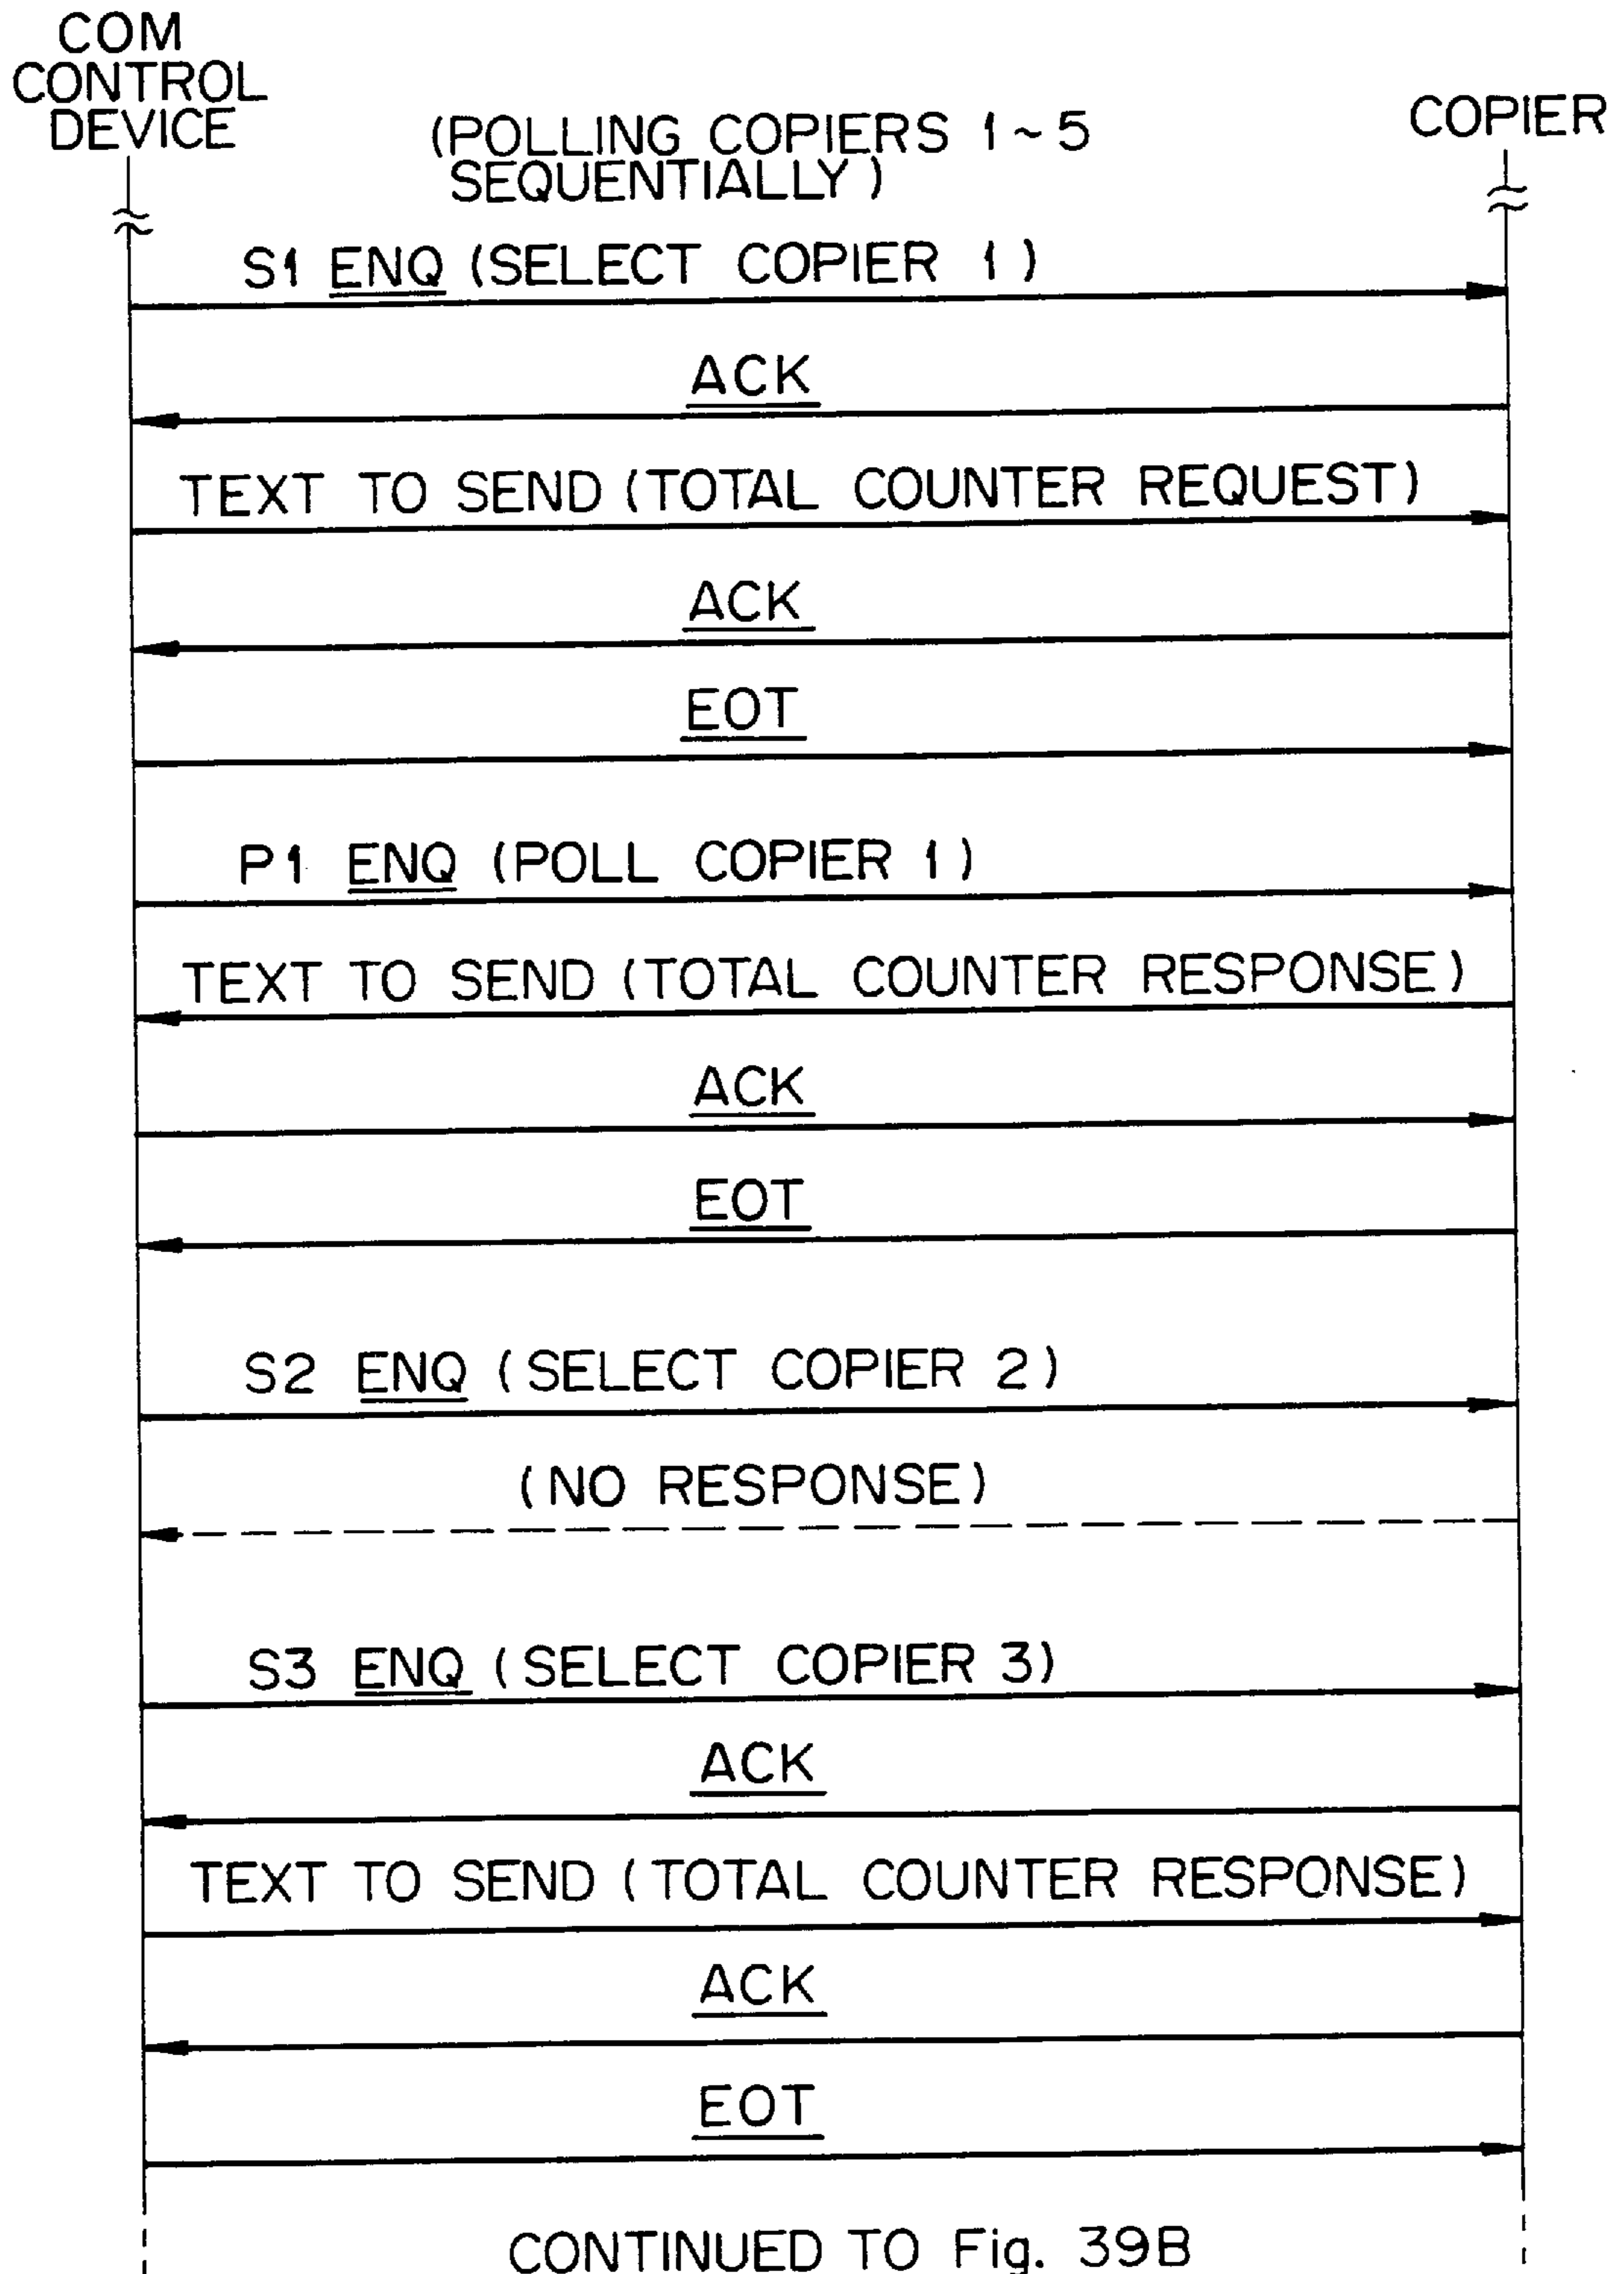 COM
CONTROL
DEVICE
(POLLING COPIERS 1~5
SEQUENTIALLY)
COPIER
S1 ENQ (SELECT COPIER 1)
ACK
TEXT TO SEND (TOTAL COUNTER REQUEST)
ACK
EOT
P1 ENQ (POLL COPIER 1)
TEXT TO SEND (TOTAL COUNTER RESPONSE)
ACK
EOT
S2 ENQ (SELECT COPIER 2)
(NO RESPONSE)
S3 ENQ (SELECT COPIER 3)
ACK
TEXT TO SEND (TOTAL COUNTER RESPONSE)
ACK
EOT
CONTINUED TO Fig. 39B